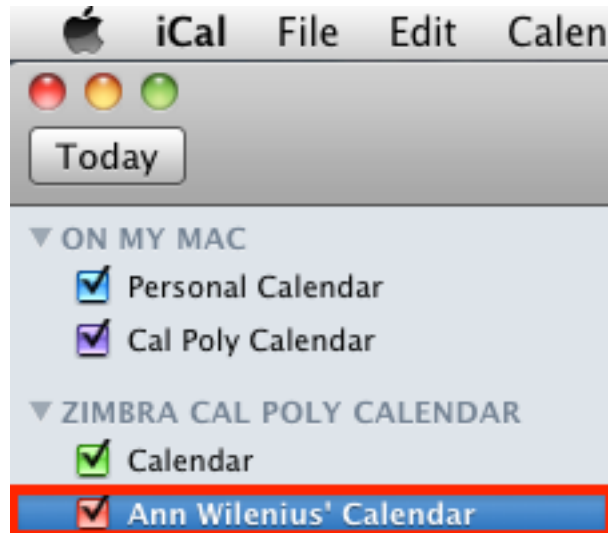 iCal File Edit Calen
Today
ON MY MAC
Personal Calendar
Cal Poly Calendar
ZIMBRA CAL POLY CALENDAR
Calendar
Ann Wilenius' Calendar